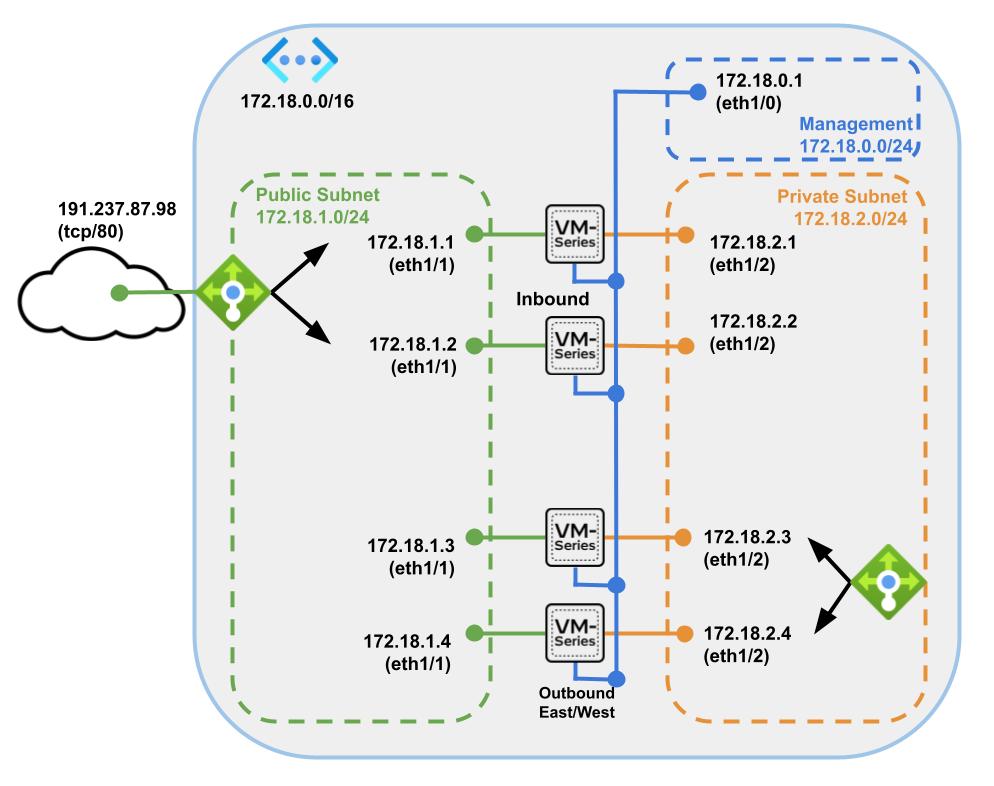 172.18.0.0/16
172.18.0.1
(eth1/0)
Management
172.18.0.0/24
191.237.87.98
(tcp/80)
Public Subnet
172.18.1.0/24
Private Subnet
172.18.2.0/24
172.18.1.1
(eth1/1)
VM-
Series
172.18.2.1
(eth1/2)
Inbound
172.18.1.2
(eth1/1)
VM-
Series
172.18.2.2
(eth1/2)
172.18.1.3
(eth1/1)
VM-
Series
172.18.2.3
(eth1/2)
172.18.1.4
(eth1/1)
VM-
Series
172.18.2.4
(eth1/2)
Outbound
East/West